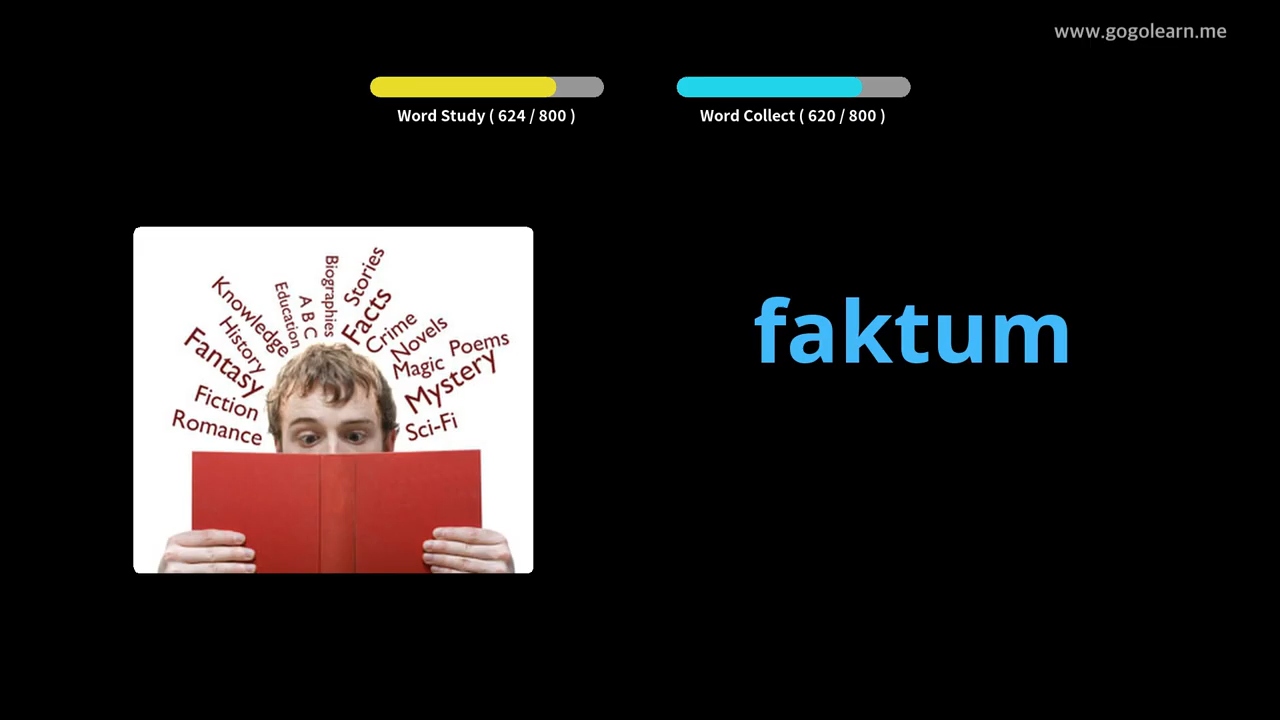 www.gogolearn.me
Word Study ( 624 / 800 )
Word Collect ( 620 / 800 )
faktum
Biographies
Stories
Education
A B C
Facts
Knowledge
Crime
History
Novels
Poems
Fantasy
Magic
Mystery
Fiction
Romance
Sci-Fi